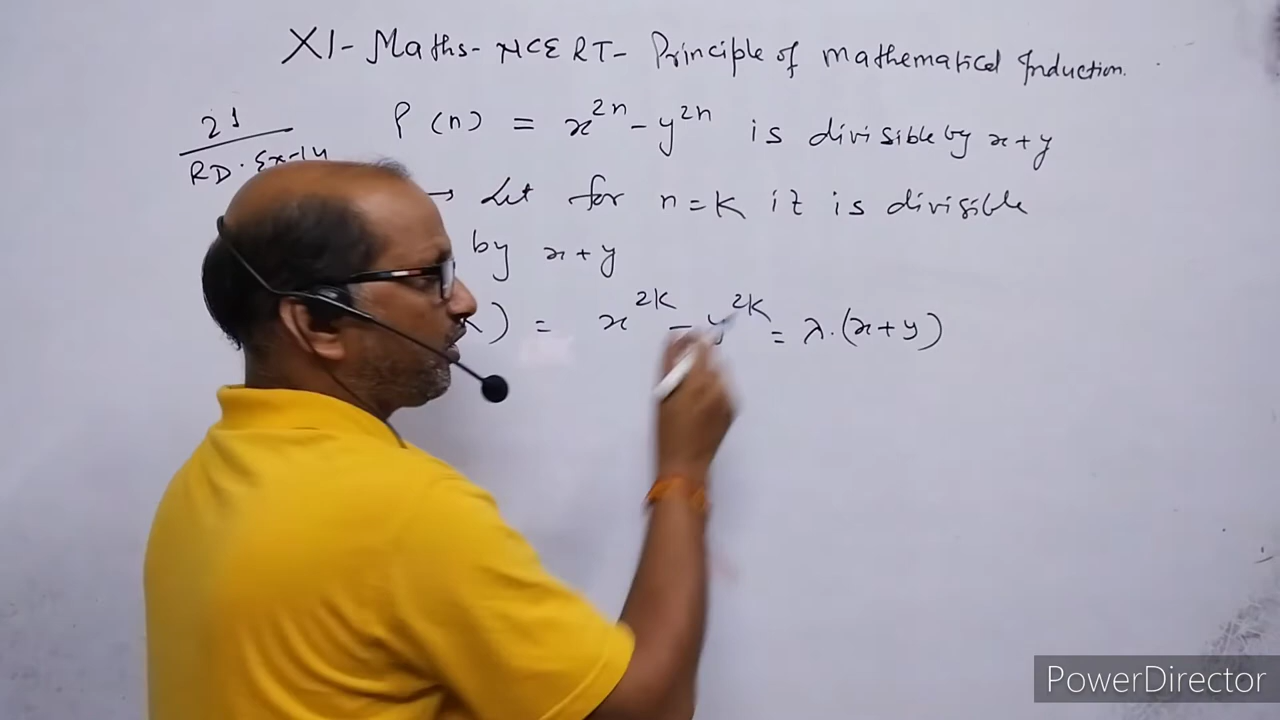 XI - Maths - NCERT - Principle of mathematical Induction.
21
RD. Ex-14
P(n) = x^{2n} - y^{2n} is divisible by x+y
→ Let for n=K it is divisible
by x+y
K) = x^{2K} - y^{2K} = λ.(x+y)
PowerDirector